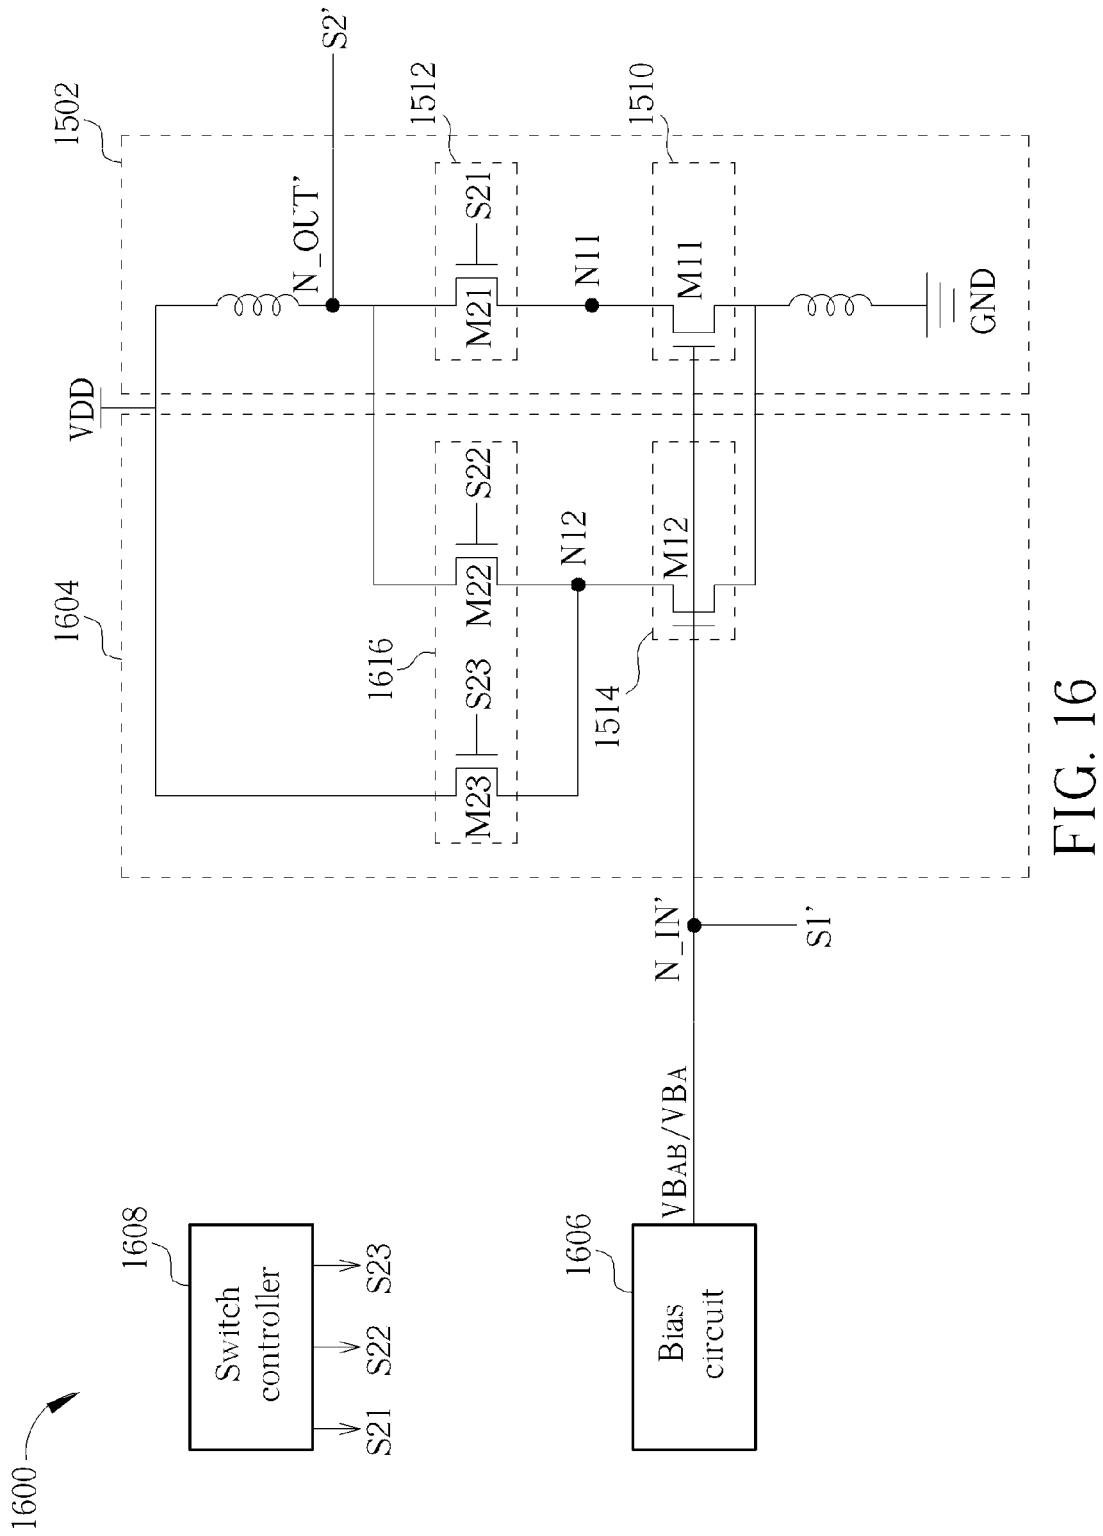 1600
1608
Switch
controller
S21
S22
S23
1606
Bias
circuit
VBAB/VBA
N_IN'
S1'
1604
1616
M23
S23
M22
S22
N12
1514
M12
VDD
1502
N_OUT'
S2'
1512
M21
S21
N11
1510
M11
GND
FIG. 16